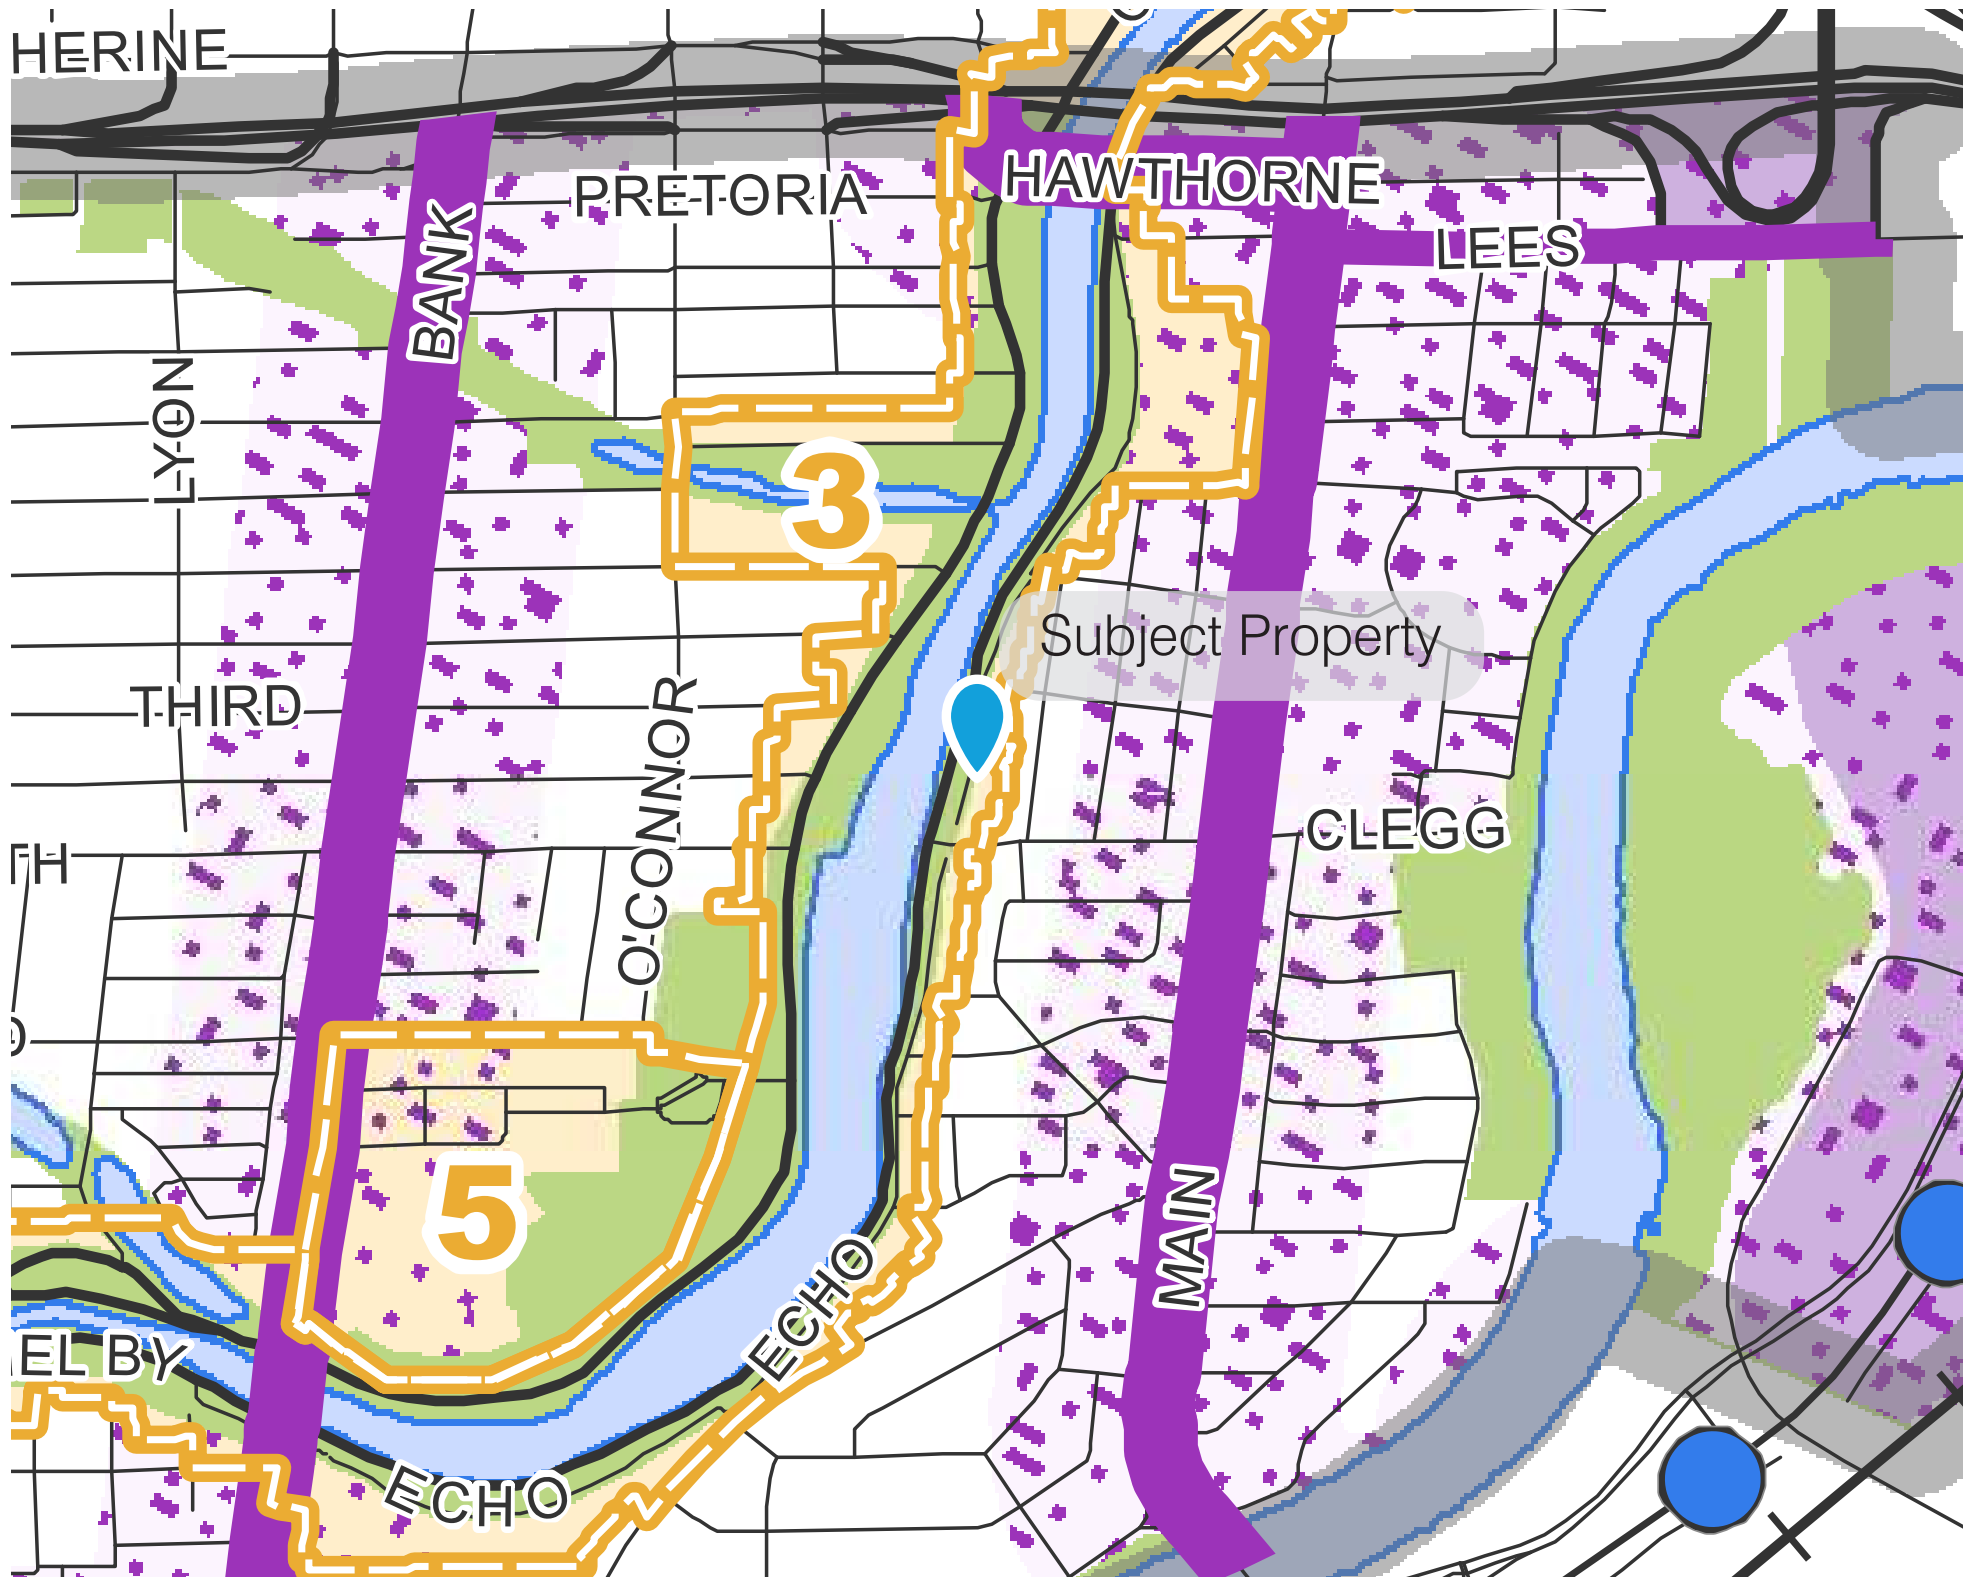 HERINE
PRETORIA
HAWTHORNE
LEES
BANK
LYON
3
Subject Property
THIRD
O'CONNOR
CLEGG
TH
5
MAIN
ECHO
EL BY
ECHO